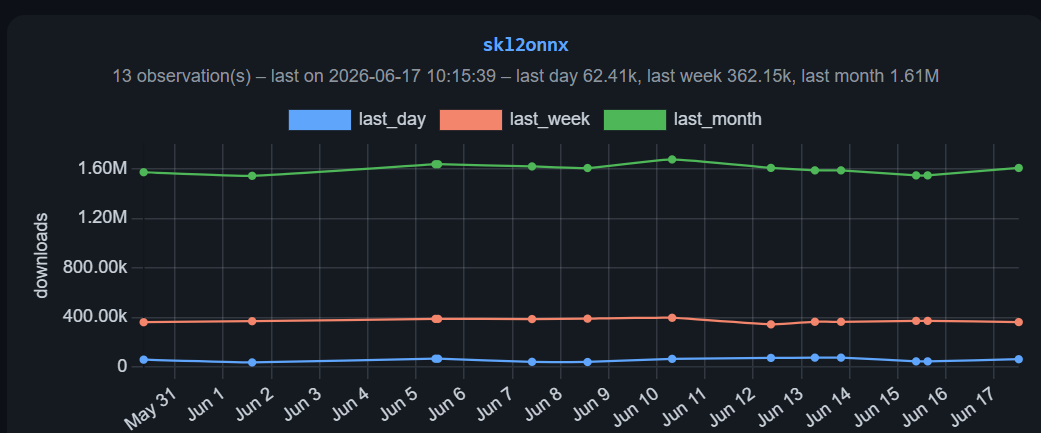 skl2onnx
13 observation(s) – last on 2026-06-17 10:15:39 – last day 62.41k, last week 362.15k, last month 1.61M
last_day last_week last_month
downloads
1.60M
1.20M
800.00k
400.00k
0
May 31 Jun 1 Jun 2 Jun 3 Jun 4 Jun 5 Jun 6 Jun 7 Jun 8 Jun 9 Jun 10 Jun 11 Jun 12 Jun 13 Jun 14 Jun 15 Jun 16 Jun 17